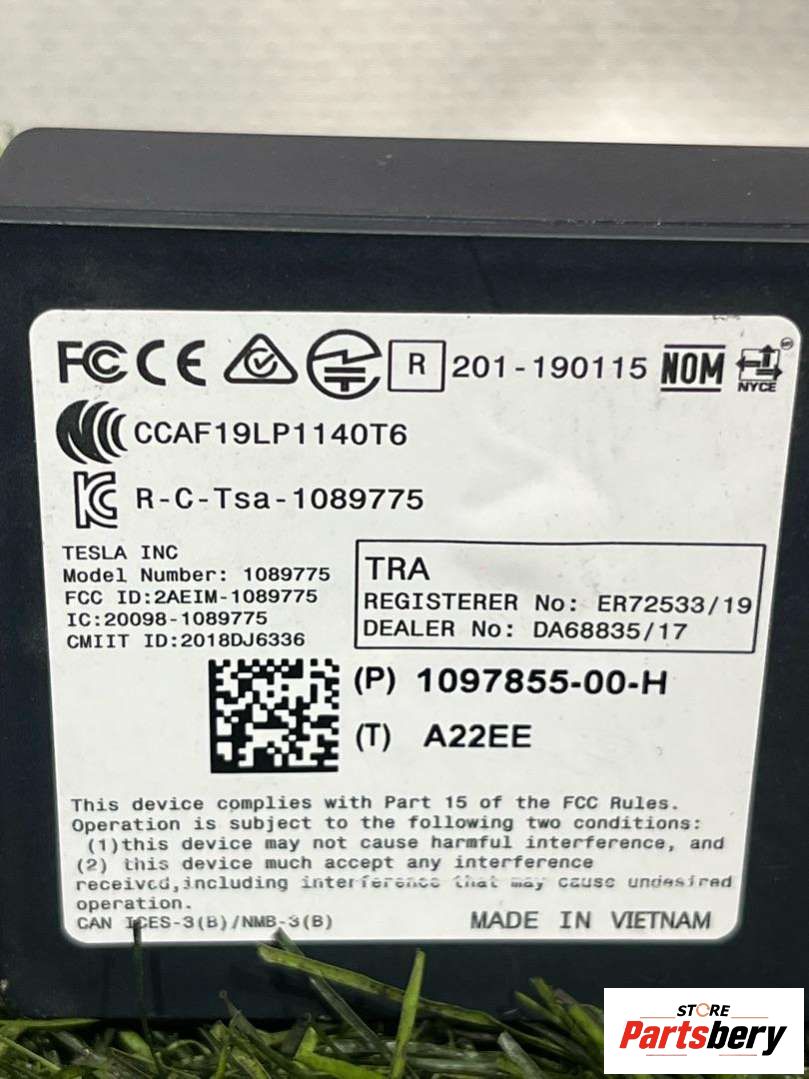 FC CE R 201-190115 NOM NYCE
CCAF19LP1140T6
R-C-Tsa-1089775
TESLA INC
Model Number: 1089775
FCC ID:2AEIM-1089775
IC:20098-1089775
CMIIT ID:2018DJ6336
TRA
REGISTERER No: ER72533/19
DEALER No: DA68835/17
(P) 1097855-00-H
(T) A22EE
This device complies with Part 15 of the FCC Rules.
Operation is subject to the following two conditions:
(1)this device may not cause harmful interference, and
(2) this device much accept any interference
received,including interference that may cause undesired
operation.
CAN ICES-3(B)/NMB-3(B)
MADE IN VIETNAM
STORE
Partsbery